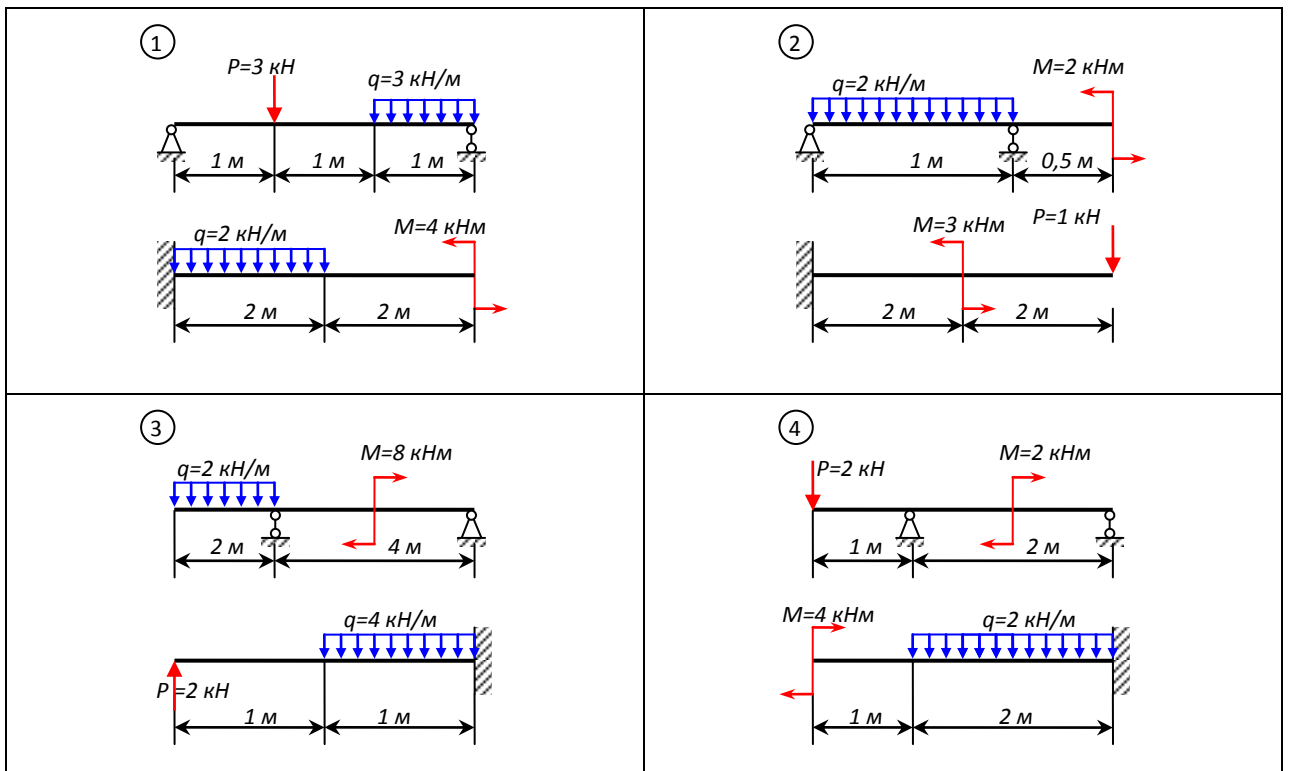 1
P=3 кН
q=3 кН/м
1 м 1 м 1 м
q=2 кН/м
M=4 кНм
2 м 2 м
2
q=2 кН/м
M=2 кНм
1 м 0,5 м
M=3 кНм
P=1 кН
2 м 2 м
3
q=2 кН/м
M=8 кНм
2 м 4 м
q=4 кН/м
P=2 кН
1 м 1 м
4
P=2 кН
M=2 кНм
1 м 2 м
M=4 кНм
q=2 кН/м
1 м 2 м